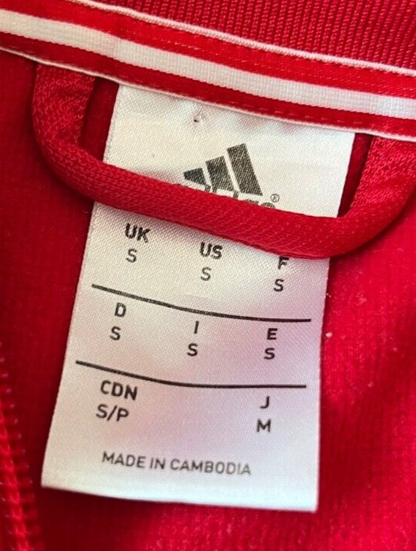 ®
UK US F
S S S
D I E
S S S
CDN J
S/P M
MADE IN CAMBODIA